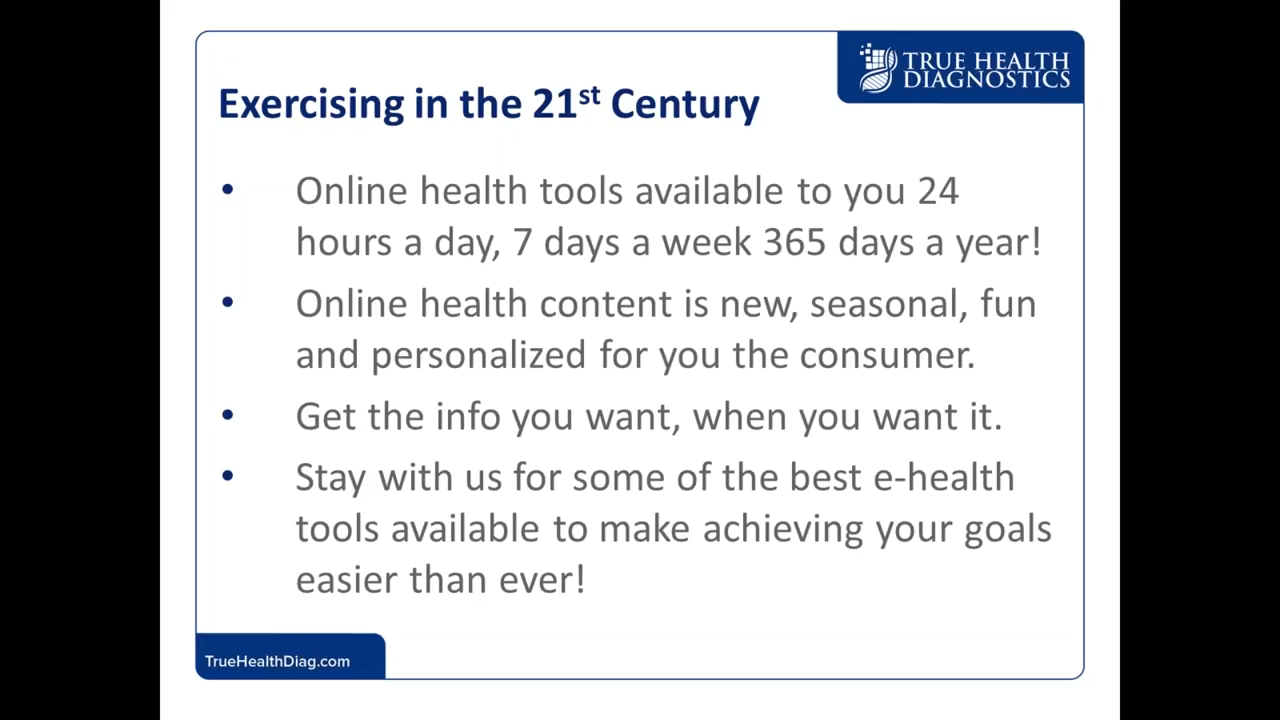 TRUE HEALTH
DIAGNOSTICS
Exercising in the 21st Century
• Online health tools available to you 24
hours a day, 7 days a week 365 days a year!
• Online health content is new, seasonal, fun
and personalized for you the consumer.
• Get the info you want, when you want it.
• Stay with us for some of the best e-health
tools available to make achieving your goals
easier than ever!
TrueHealthDiag.com